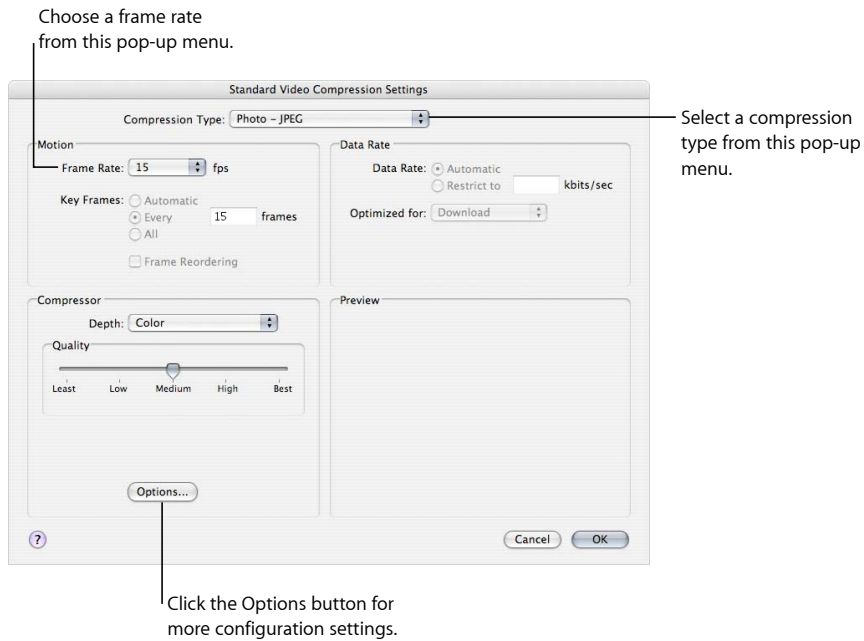 Choose a frame rate
from this pop-up menu.
Standard Video Compression Settings
Compression Type: Photo – JPEG
Select a compression
type from this pop-up
menu.
Motion
Frame Rate: 15 fps
Key Frames: Automatic
Every 15 frames
All
Frame Reordering
Data Rate
Data Rate: Automatic
Restrict to kbits/sec
Optimized for: Download
Compressor
Depth: Color
Quality
Least Low Medium High Best
Options...
Preview
?
Cancel OK
Click the Options button for
more configuration settings.